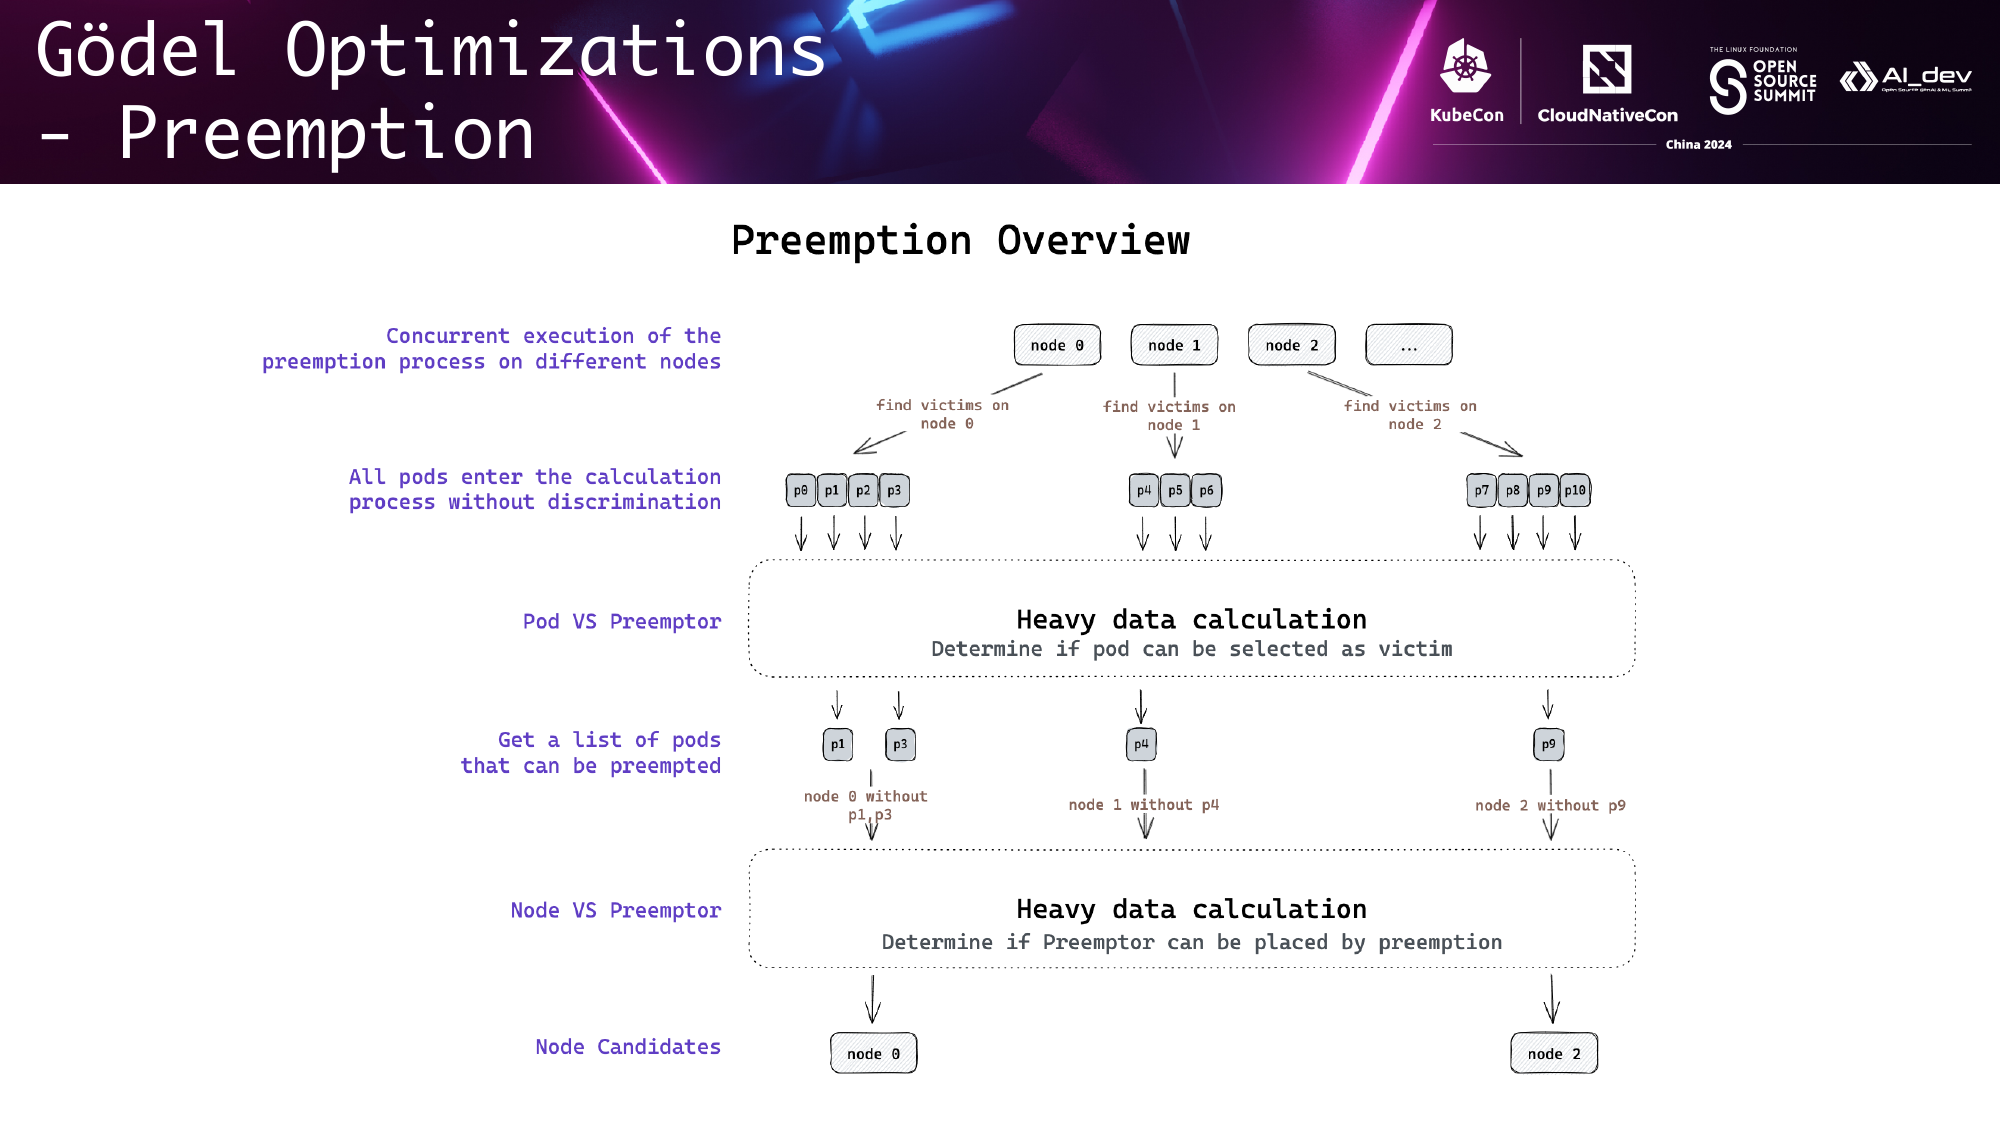 Gödel Optimizations
- Preemption
KubeCon
CloudNativeCon
THE LINUX FOUNDATION
OPEN
SOURCE
SUMMIT
AI_dev
Open Source GenAI & ML Summit
China 2024
Preemption Overview
Concurrent execution of the
preemption process on different nodes
node 0
node 1
node 2
...
find victims on
node 0
find victims on
node 1
find victims on
node 2
All pods enter the calculation
process without discrimination
p0 p1 p2 p3
p4 p5 p6
p7 p8 p9 p10
Pod VS Preemptor
Heavy data calculation
Determine if pod can be selected as victim
Get a list of pods
that can be preempted
p1
p3
p4
p9
node 0 without
p1,p3
node 1 without p4
node 2 without p9
Node VS Preemptor
Heavy data calculation
Determine if Preemptor can be placed by preemption
Node Candidates
node 0
node 2